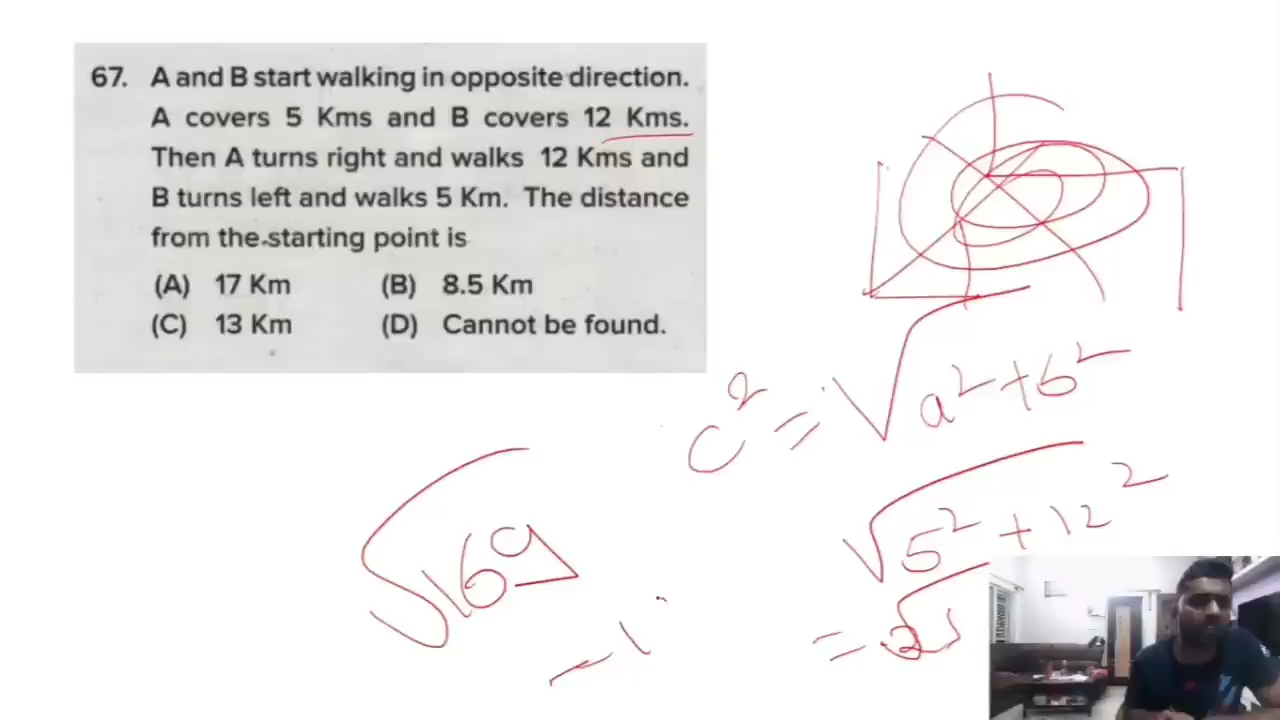 67. A and B start walking in opposite direction.
A covers 5 Kms and B covers 12 Kms.
Then A turns right and walks 12 Kms and
B turns left and walks 5 Km. The distance
from the starting point is
(A) 17 Km (B) 8.5 Km
(C) 13 Km (D) Cannot be found.
c² = √a²+b²
√5² + 12²
√169